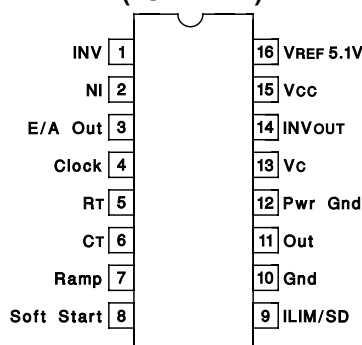 INV 1 16 VREF 5.1V
NI 2 15 VCC
E/A Out 3 14 INVOUT
Clock 4 13 VC
RT 5 12 Pwr Gnd
CT 6 11 Out
Ramp 7 10 Gnd
Soft Start 8 9 ILIM/SD